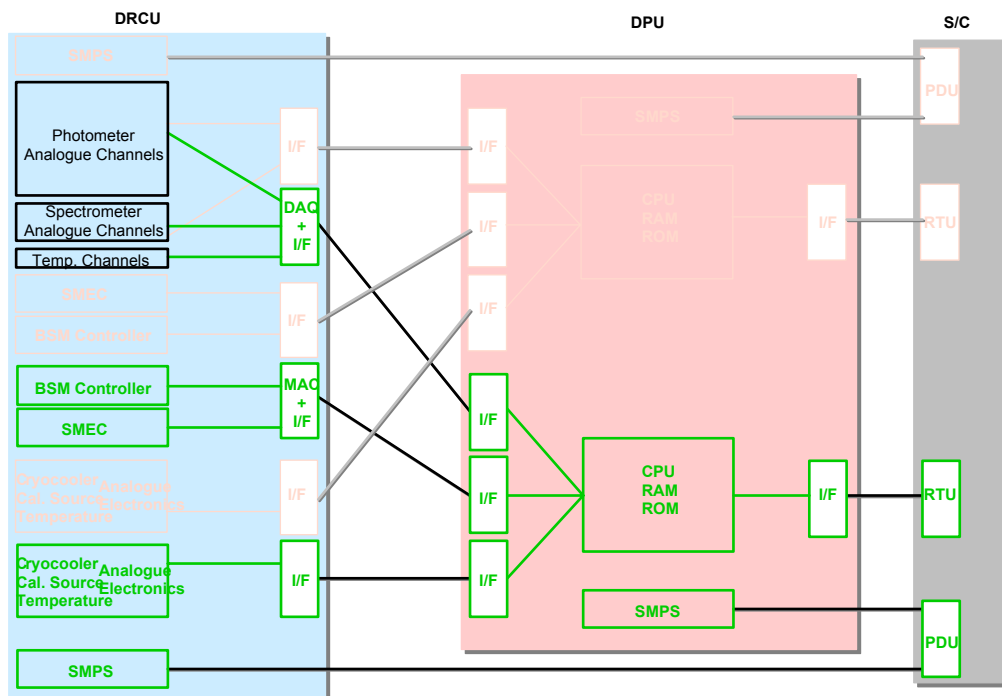 DRCU
DPU
S/C
SMPS
PDU
Photometer
Analogue Channels
I/F
I/F
SMPS
CPU
RAM
ROM
I/F
RTU
Spectrometer
Analogue Channels
DAQ
+
I/F
I/F
Temp. Channels
SMEC
BSM Controller
I/F
I/F
BSM Controller
SMEC
MAC
+
I/F
I/F
Cryocooler
Cal. Source
Temperature
Analogue
Electronics
I/F
I/F
CPU
RAM
ROM
I/F
RTU
Cryocooler
Cal. Source
Temperature
Analogue
Electronics
I/F
I/F
SMPS
PDU
SMPS